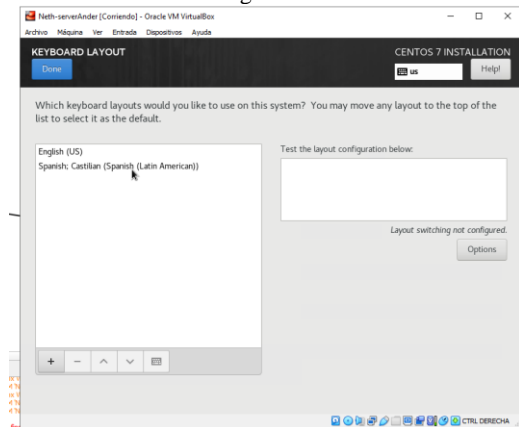 Neth-serverAnder [Corriendo] - Oracle VM VirtualBox
Archivo Máquina Ver Entrada Dispositivos Ayuda
KEYBOARD LAYOUT
CENTOS 7 INSTALLATION
Done
us
Help!
Which keyboard layouts would you like to use on this system? You may move any layout to the top of the
list to select it as the default.
English (US)
Spanish; Castilian (Spanish (Latin American))
Test the layout configuration below:
Layout switching not configured.
Options
CTRL DERECHA